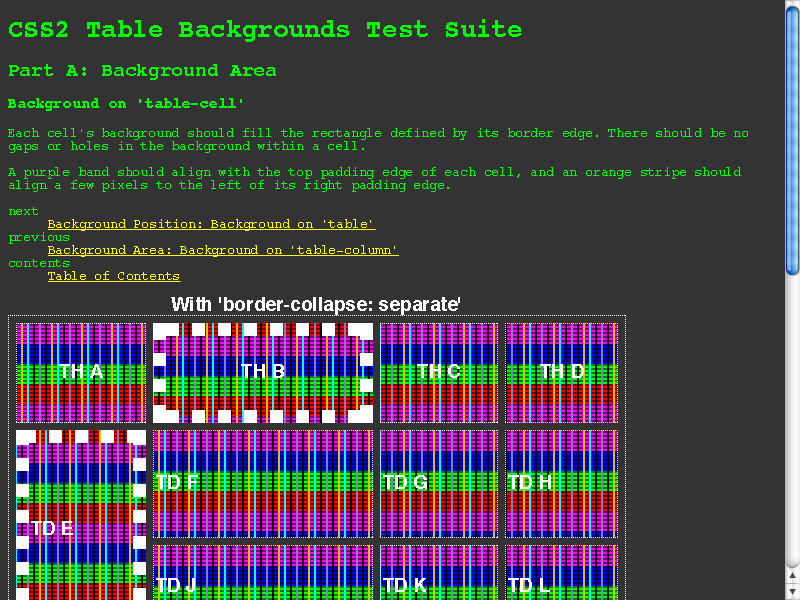 CSS2 Table Backgrounds Test Suite
Part A: Background Area
Background on 'table-cell'
Each cell's background should fill the rectangle defined by its border edge. There should be no
gaps or holes in the background within a cell.
A purple band should align with the top padding edge of each cell, and an orange stripe should
align a few pixels to the left of its right padding edge.
next
Background Position: Background on 'table'
previous
Background Area: Background on 'table-column'
contents
Table of Contents
With 'border-collapse: separate'
TH A TH B TH C TH D
TD F TD G TD H
TD E
TD J TD K TD L